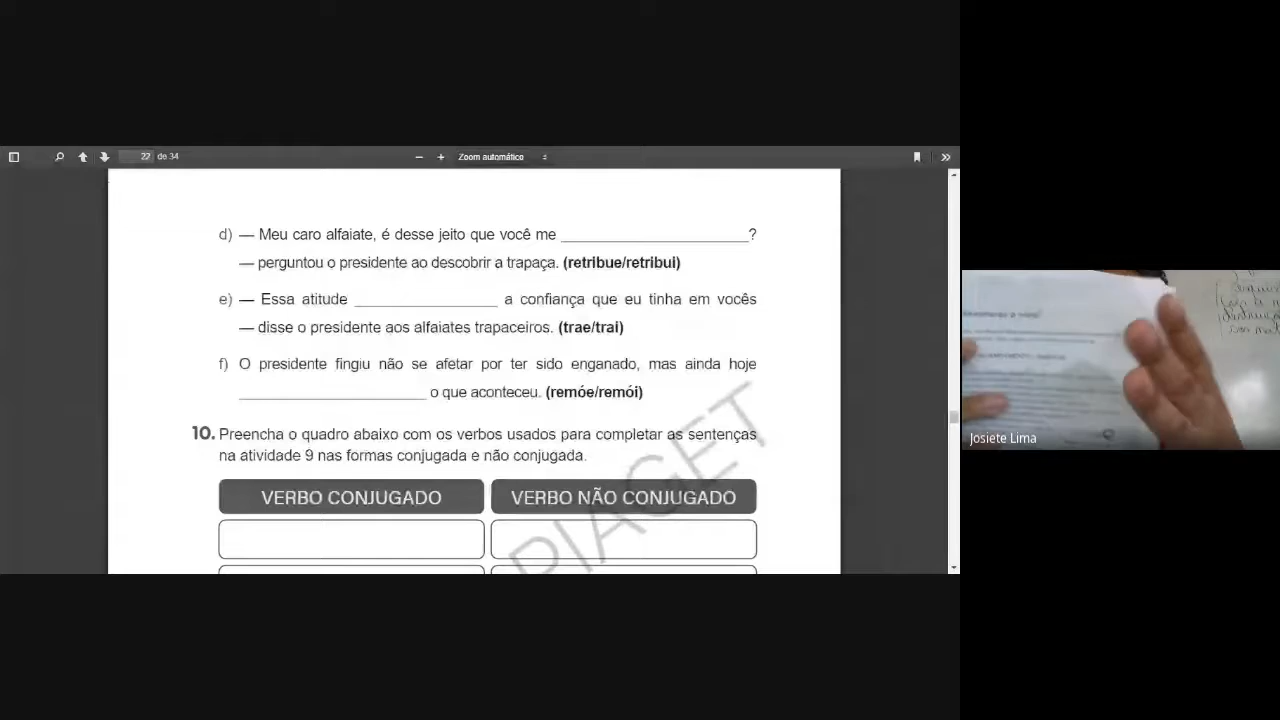 22 de 34
Zoom automático
d) — Meu caro alfaiate, é desse jeito que você me ______________________?
— perguntou o presidente ao descobrir a trapaça. (retribue/retribui)
e) — Essa atitude ________________ a confiança que eu tinha em vocês
— disse o presidente aos alfaiates trapaceiros. (trae/trai)
f) O presidente fingiu não se afetar por ter sido enganado, mas ainda hoje
______________________ o que aconteceu. (remóe/remói)
10. Preencha o quadro abaixo com os verbos usados para completar as sentenças
na atividade 9 nas formas conjugada e não conjugada.
VERBO CONJUGADO VERBO NÃO CONJUGADO
PIAGET
Josiete Lima